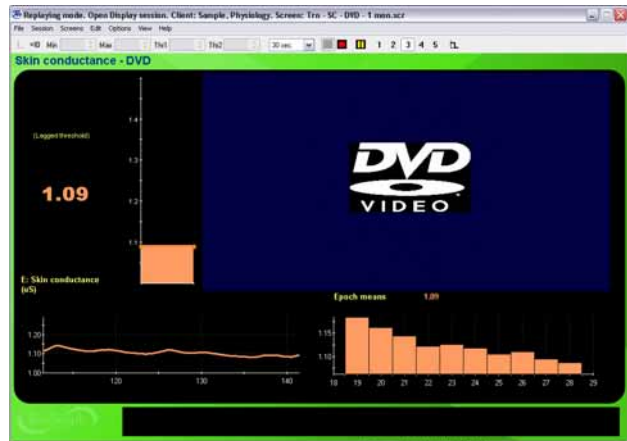 Replaying mode. Open Display session. Client: Sample, Physiology. Screen: Trn - SC - DVD - 1 mon.scr
File Session Screens Edit Options View Help
Min Max Thr1 Thr2 30 sec. 1 2 3 4 5
Skin conductance - DVD
(Lagged threshold)
1.09
1.4
1.3
1.2
1.1
DVD
VIDEO
E: Skin conductance
(uS)
1.20
1.10
1.00
120 130 140
Epoch means 1.09
1.15
1.10
18 19 20 21 22 23 24 25 26 27 28 29